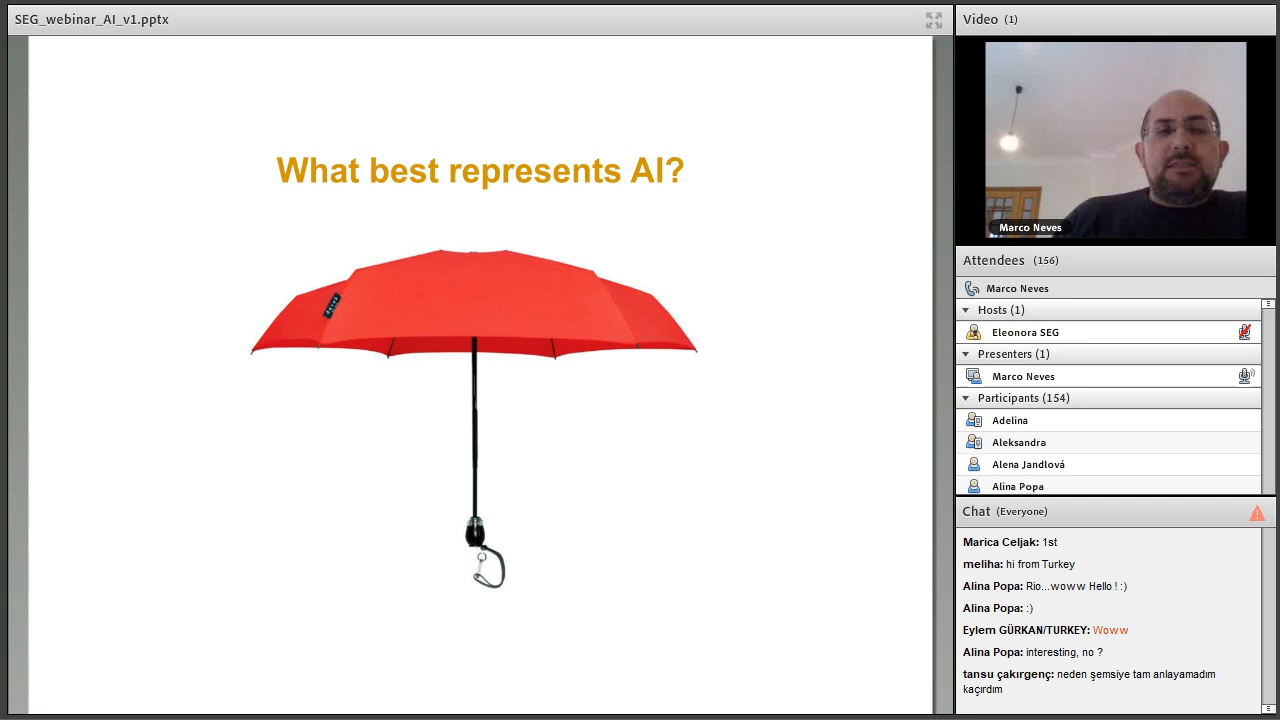 SEG_webinar_AI_v1.pptx
What best represents AI?
Video (1)
Marco Neves
Attendees (156)
Marco Neves
Hosts (1)
Eleonora SEG
Presenters (1)
Marco Neves
Participants (154)
Adelina
Aleksandra
Alena Jandlová
Alina Popa
Chat (Everyone)
Marica Celjak: 1st
meliha: hi from Turkey
Alina Popa: Rio...woww Hello ! :)
Alina Popa: :)
Eylem GÜRKAN/TURKEY: Woww
Alina Popa: interesting, no ?
tansu çakırgenç: neden şemsiye tam anlayamadım
kaçırdım